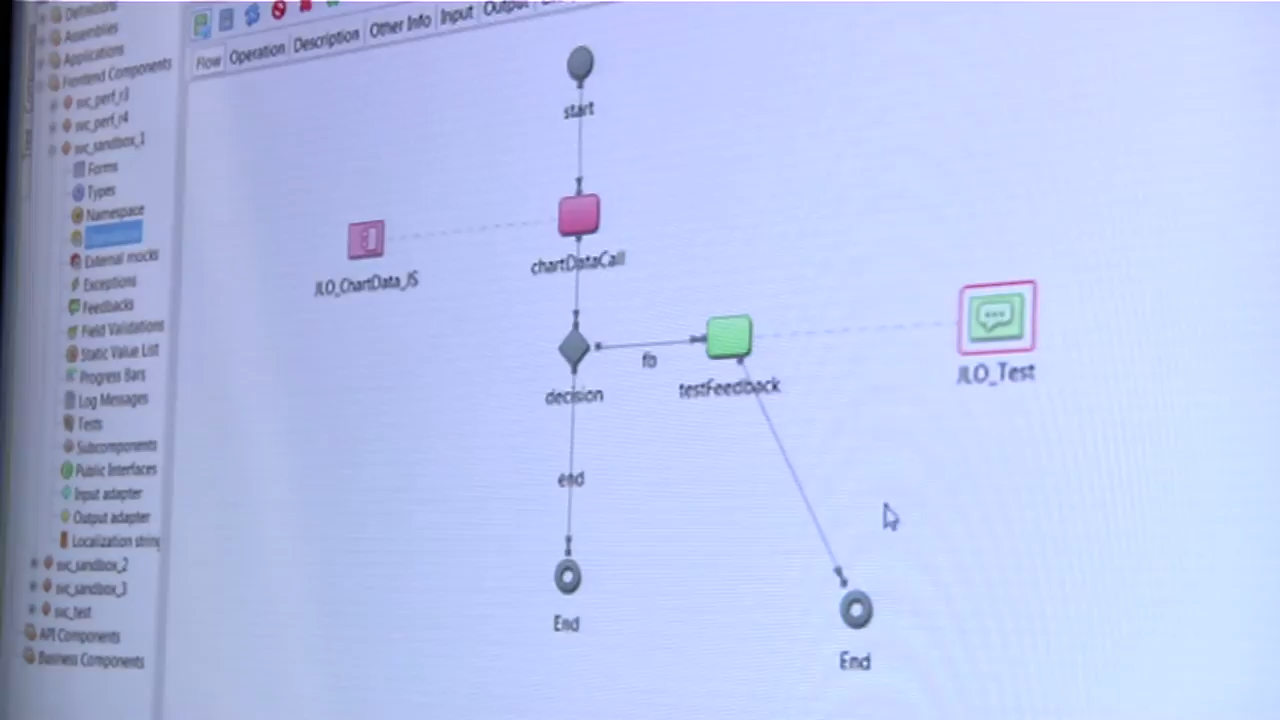 Definitions
Assemblies
Applications
Frontend Components
svc_perf_r3
svc_perf_r4
svc_sandbox_1
Forms
Types
Namespace
External mocks
Exceptions
Feedbacks
Field Validations
Static Value List
Progress Bars
Log Messages
Tests
Subcomponents
Public Interfaces
Input adapter
Output adapter
Localization string
svc_sandbox_2
svc_sandbox_3
svc_test
API Components
Business Components
Flow Operation Description Other Info Input Output
start
chartDataCall
JLO_ChartData_JS
fb
decision
testFeedback
JLO_Test
end
End
End